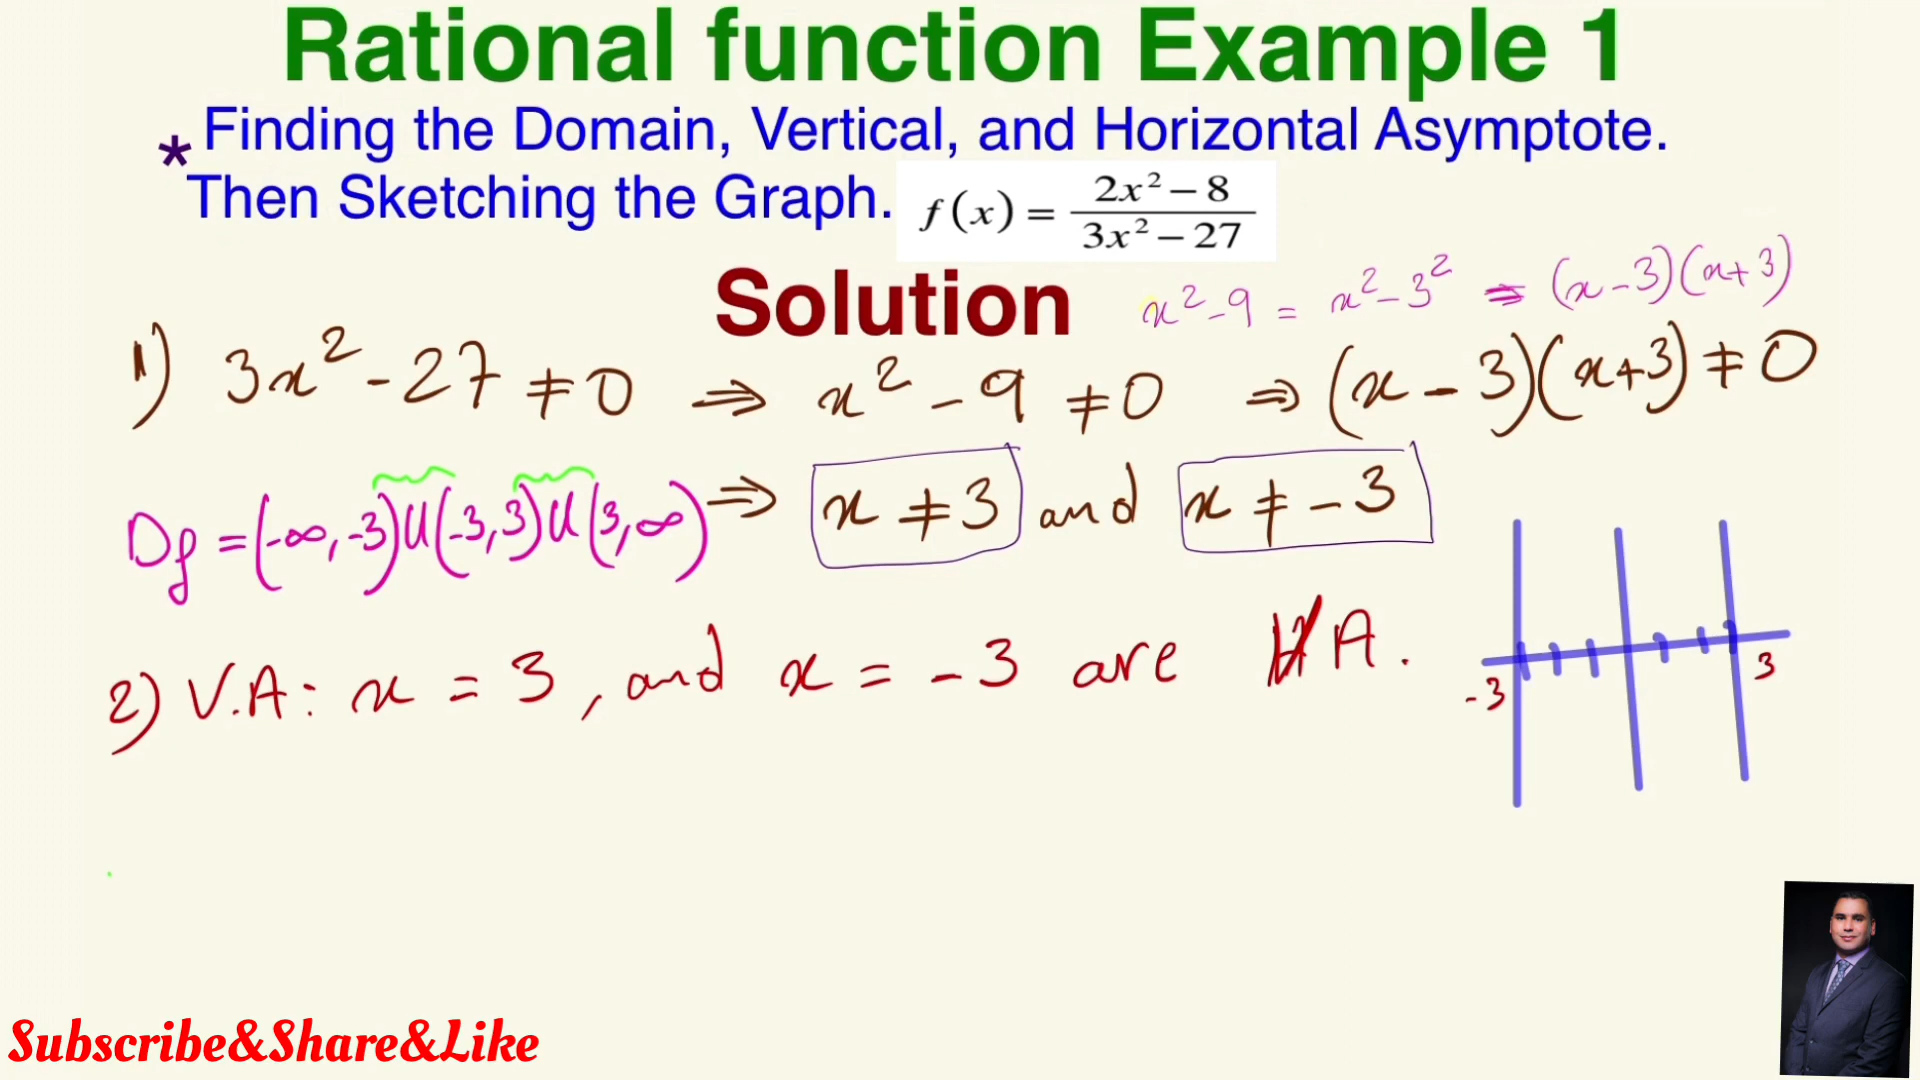 Rational function Example 1
* Finding the Domain, Vertical, and Horizontal Asymptote.
Then Sketching the Graph. f(x) = (2x² − 8)/(3x² − 27)
Solution
x² - 9 = x² - 3² ⇒ (x - 3)(x + 3)
1) 3x² - 27 ≠ 0 ⇒ x² - 9 ≠ 0 ⇒ (x - 3)(x + 3) ≠ 0
Df = (-∞, -3) U (-3, 3) U (3, ∞) ⇒ x ≠ 3 and x ≠ -3
2) V.A: x = 3, and x = -3 are V A.
-3 3
Subscribe&Share&Like